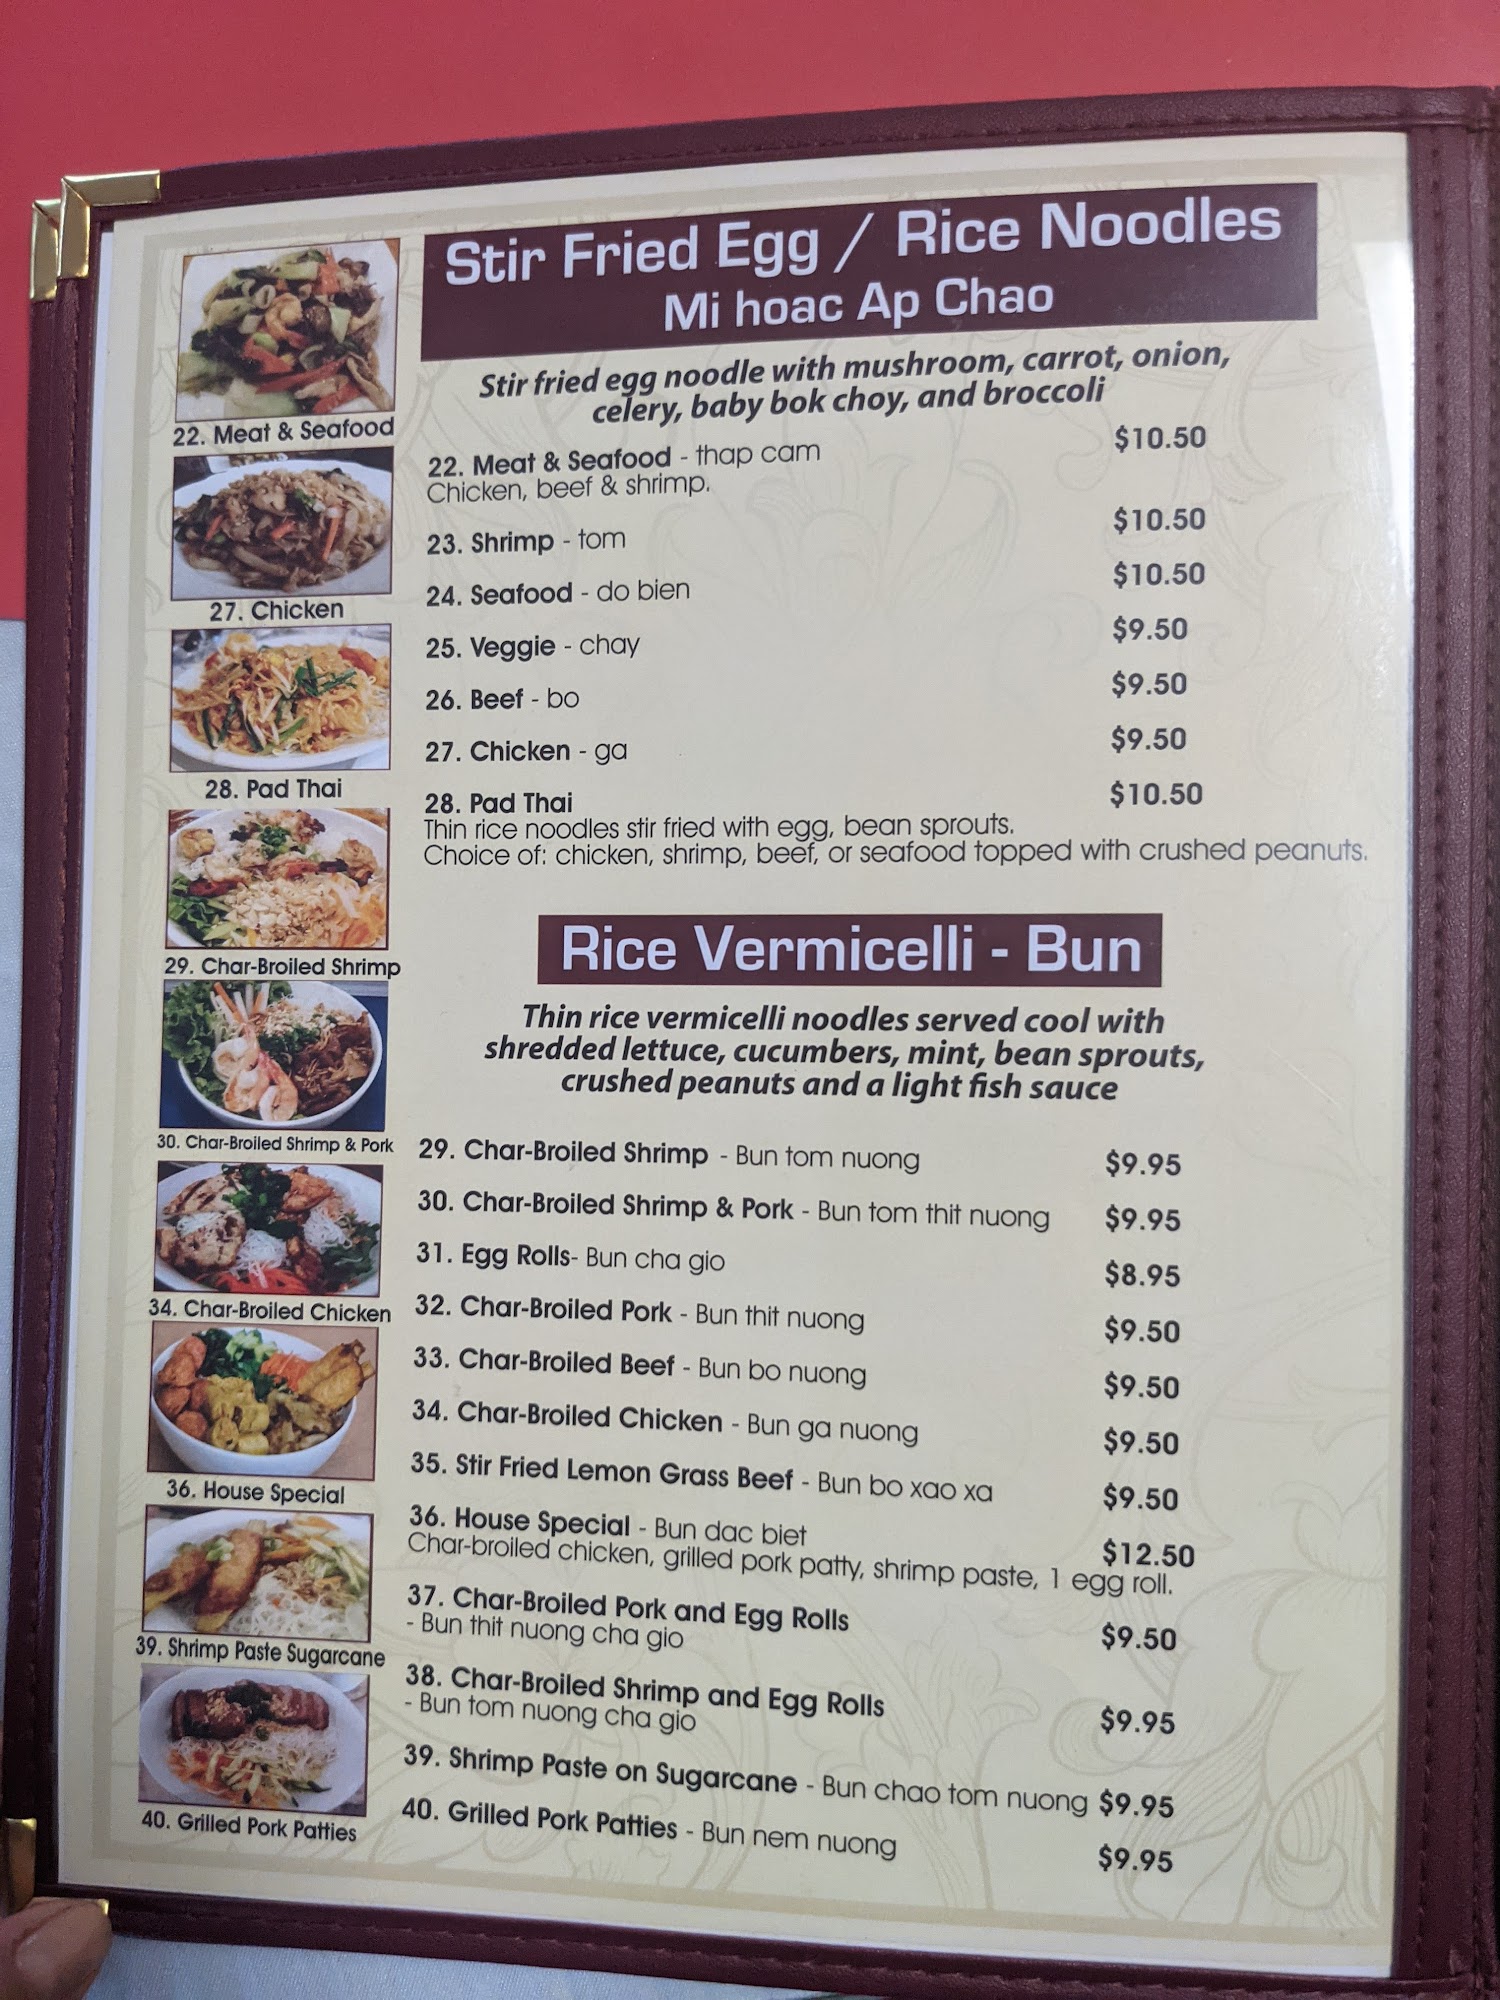 Stir Fried Egg / Rice Noodles
Mi hoac Ap Chao
Stir fried egg noodle with mushroom, carrot, onion,
celery, baby bok choy, and broccoli
22. Meat & Seafood - thap cam $10.50
Chicken, beef & shrimp.
23. Shrimp - tom $10.50
24. Seafood - do bien $10.50
25. Veggie - chay $9.50
26. Beef - bo $9.50
27. Chicken - ga $9.50
28. Pad Thai $10.50
Thin rice noodles stir fried with egg, bean sprouts.
Choice of: chicken, shrimp, beef, or seafood topped with crushed peanuts.
Rice Vermicelli - Bun
Thin rice vermicelli noodles served cool with
shredded lettuce, cucumbers, mint, bean sprouts,
crushed peanuts and a light fish sauce
29. Char-Broiled Shrimp - Bun tom nuong $9.95
30. Char-Broiled Shrimp & Pork - Bun tom thit nuong $9.95
31. Egg Rolls- Bun cha gio $8.95
32. Char-Broiled Pork - Bun thit nuong $9.50
33. Char-Broiled Beef - Bun bo nuong $9.50
34. Char-Broiled Chicken - Bun ga nuong $9.50
35. Stir Fried Lemon Grass Beef - Bun bo xao xa $9.50
36. House Special - Bun dac biet $12.50
Char-broiled chicken, grilled pork patty, shrimp paste, 1 egg roll.
37. Char-Broiled Pork and Egg Rolls $9.50
- Bun thit nuong cha gio
38. Char-Broiled Shrimp and Egg Rolls $9.95
- Bun tom nuong cha gio
39. Shrimp Paste on Sugarcane - Bun chao tom nuong $9.95
40. Grilled Pork Patties - Bun nem nuong $9.95
22. Meat & Seafood
27. Chicken
28. Pad Thai
29. Char-Broiled Shrimp
30. Char-Broiled Shrimp & Pork
34. Char-Broiled Chicken
36. House Special
39. Shrimp Paste Sugarcane
40. Grilled Pork Patties